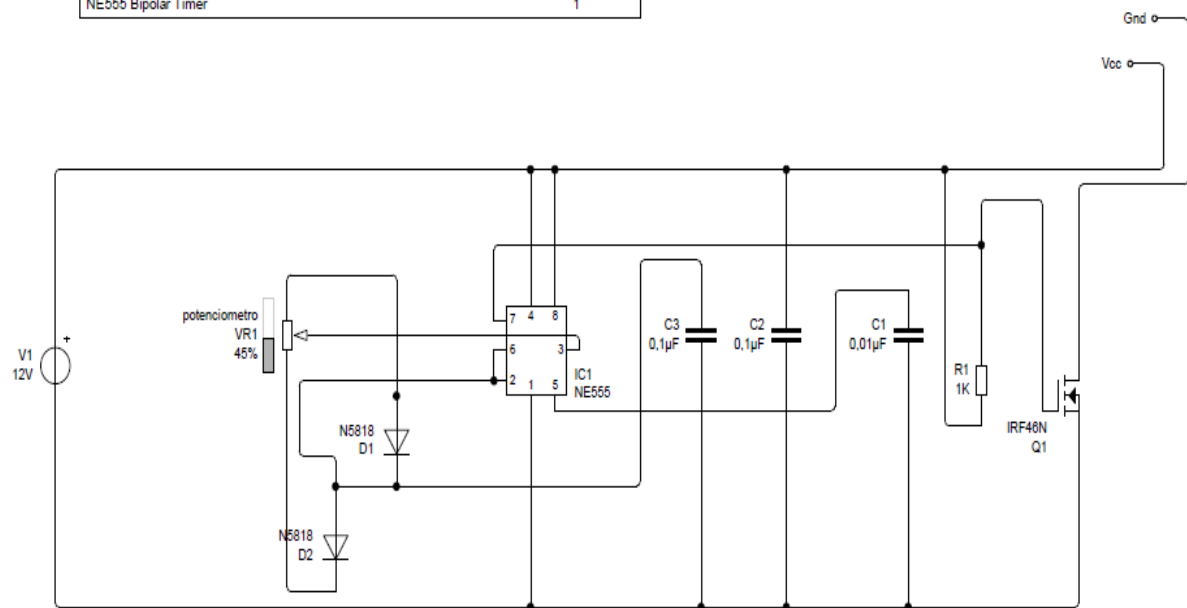 NE555 Bipolar Timer 1
Gnd
Vcc
potenciometro
VR1
45%
+
V1
12V
7 4 8
6 3
2 1 5
IC1
NE555
N5818
D1
N5818
D2
C3
0,1µF
C2
0,1µF
C1
0,01µF
R1
1K
IRF46N
Q1